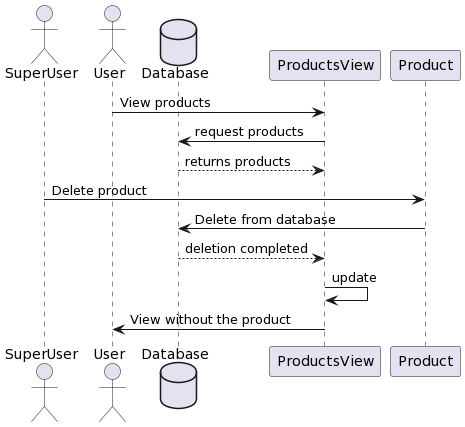 SuperUser
User
Database
ProductsView
Product
View products
request products
returns products
Delete product
Delete from database
deletion completed
update
View without the product
SuperUser
User
Database
ProductsView
Product